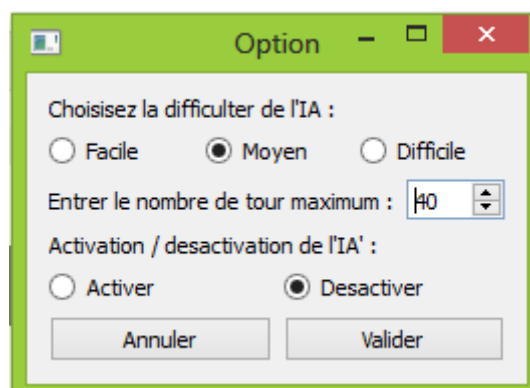 Option
Choisisez la difficulter de l'IA :
Facile Moyen Difficile
Entrer le nombre de tour maximum : 40
Activation / desactivation de l'IA' :
Activer Desactiver
Annuler Valider